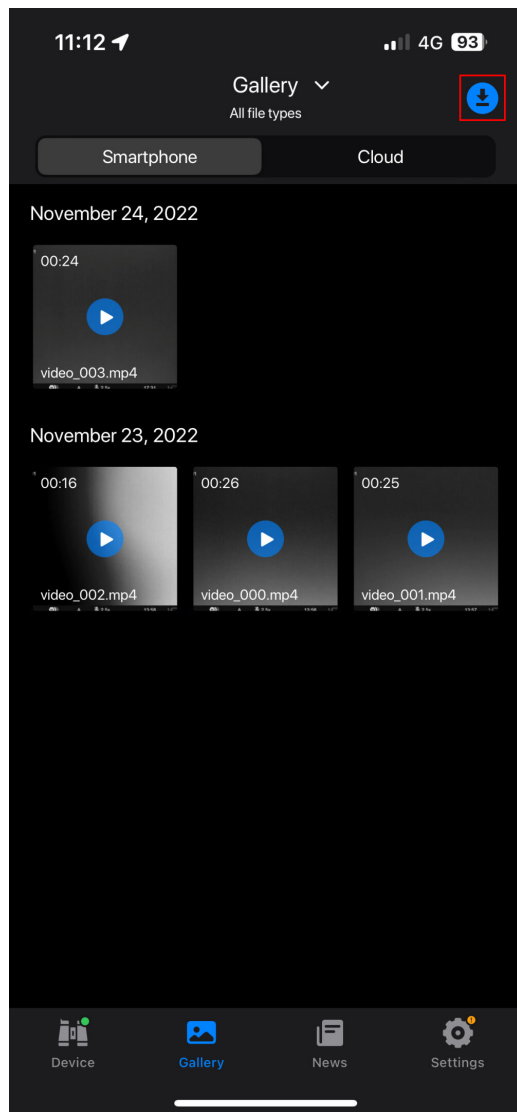 11:12 4G 93
Gallery
All file types
Smartphone Cloud
November 24, 2022
00:24
video_003.mp4
November 23, 2022
00:16 00:26 00:25
video_002.mp4 video_000.mp4 video_001.mp4
Device Gallery News Settings